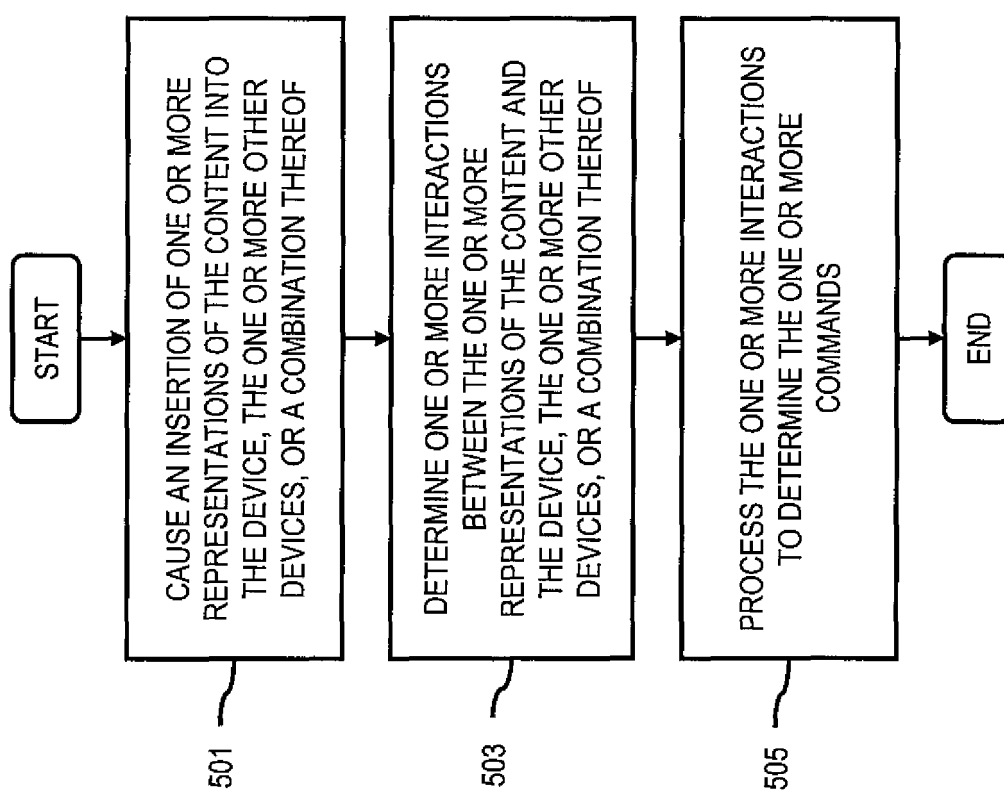 START
CAUSE AN INSERTION OF ONE OR MORE
REPRESENTATIONS OF THE CONTENT INTO
THE DEVICE, THE ONE OR MORE OTHER
DEVICES, OR A COMBINATION THEREOF
501
DETERMINE ONE OR MORE INTERACTIONS
BETWEEN THE ONE OR MORE
REPRESENTATIONS OF THE CONTENT AND
THE DEVICE, THE ONE OR MORE OTHER
DEVICES, OR A COMBINATION THEREOF
503
PROCESS THE ONE OR MORE INTERACTIONS
TO DETERMINE THE ONE OR MORE
COMMANDS
505
END